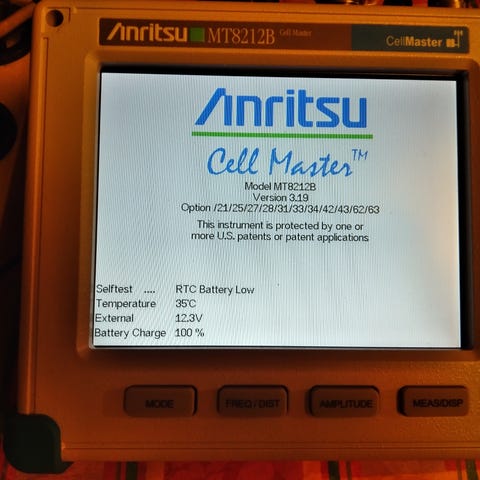 Anritsu MT8212B Cell Master
CellMaster
Anritsu
Cell Master™
Model MT8212B
Version 3.19
Option /21/25/27/28/31/33/34/42/43/62/63
This instrument is protected by one or
more U.S. patents or patent applications
Selftest .... RTC Battery Low
Temperature 35℃
External 12.3V
Battery Charge 100 %
MODE FREQ/DIST AMPLITUDE MEAS/DISP